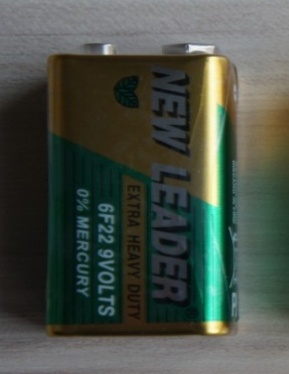 NEW LEADER®
EXTRA HEAVY DUTY
6F22 9VOLTS
0% MERCURY